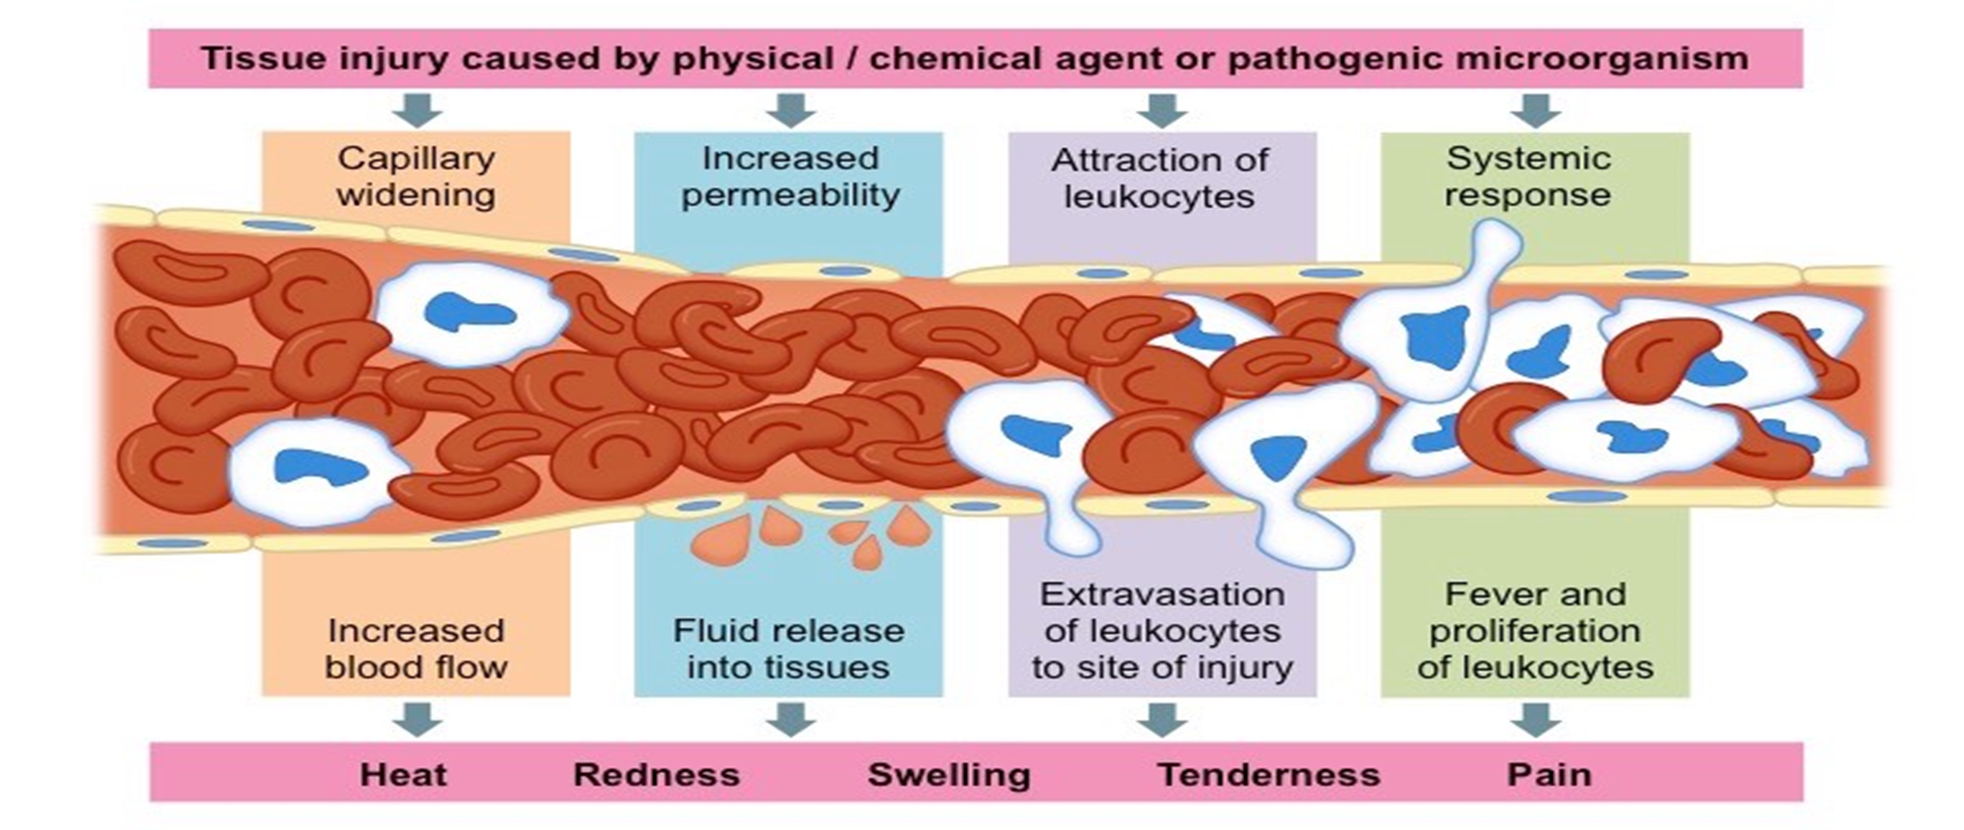 Tissue injury caused by physical / chemical agent or pathogenic microorganism
Capillary
widening
Increased
permeability
Attraction of
leukocytes
Systemic
response
Increased
blood flow
Fluid release
into tissues
Extravasation
of leukocytes
to site of injury
Fever and
proliferation
of leukocytes
Heat Redness Swelling Tenderness Pain